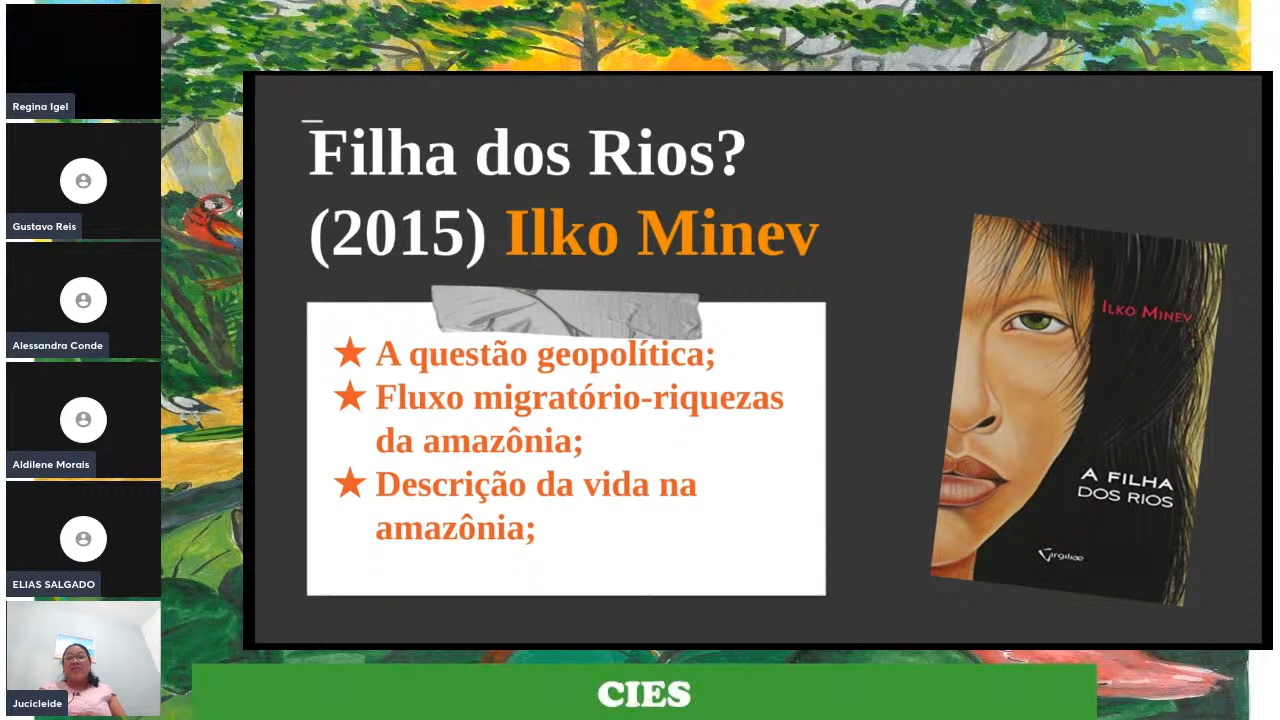 Regina Igel
Gustavo Reis
Alessandra Conde
Aldilene Morais
ELIAS SALGADO
Jucicleide
Filha dos Rios?
(2015) Ilko Minev
★ A questão geopolítica;
★ Fluxo migratório-riquezas
da amazônia;
★ Descrição da vida na
amazônia;
ILKO MINEV
A FILHA
DOS RIOS
Virgiliae
CIES